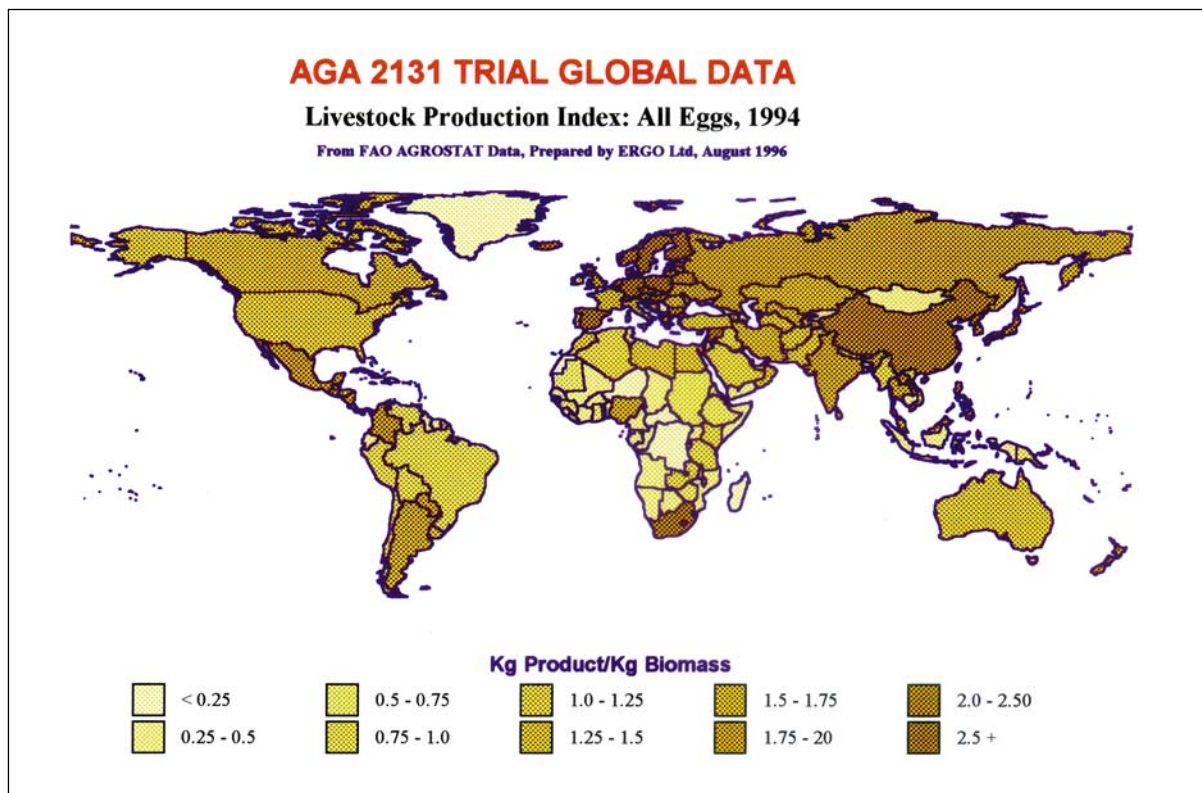 AGA 2131 TRIAL GLOBAL DATA
Livestock Production Index: All Eggs, 1994
From FAO AGROSTAT Data, Prepared by ERGO Ltd, August 1996
Kg Product/Kg Biomass
< 0.25
0.5 - 0.75
1.0 - 1.25
1.5 - 1.75
2.0 - 2.50
0.25 - 0.5
0.75 - 1.0
1.25 - 1.5
1.75 - 20
2.5 +